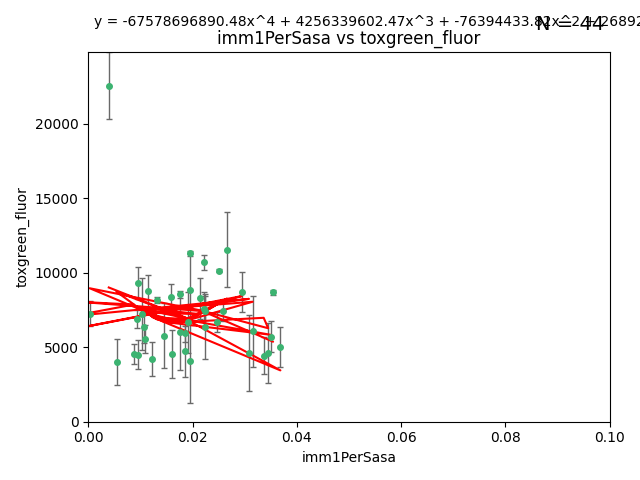 y = -67578696890.48x^4 + 4256339602.47x^3 + -76394433.82x^2 +
N = 44
imm1PerSasa vs toxgreen_fluor
toxgreen_fluor
20000
15000
10000
5000
0
0.00 0.02 0.04 0.06 0.08 0.10
imm1PerSasa